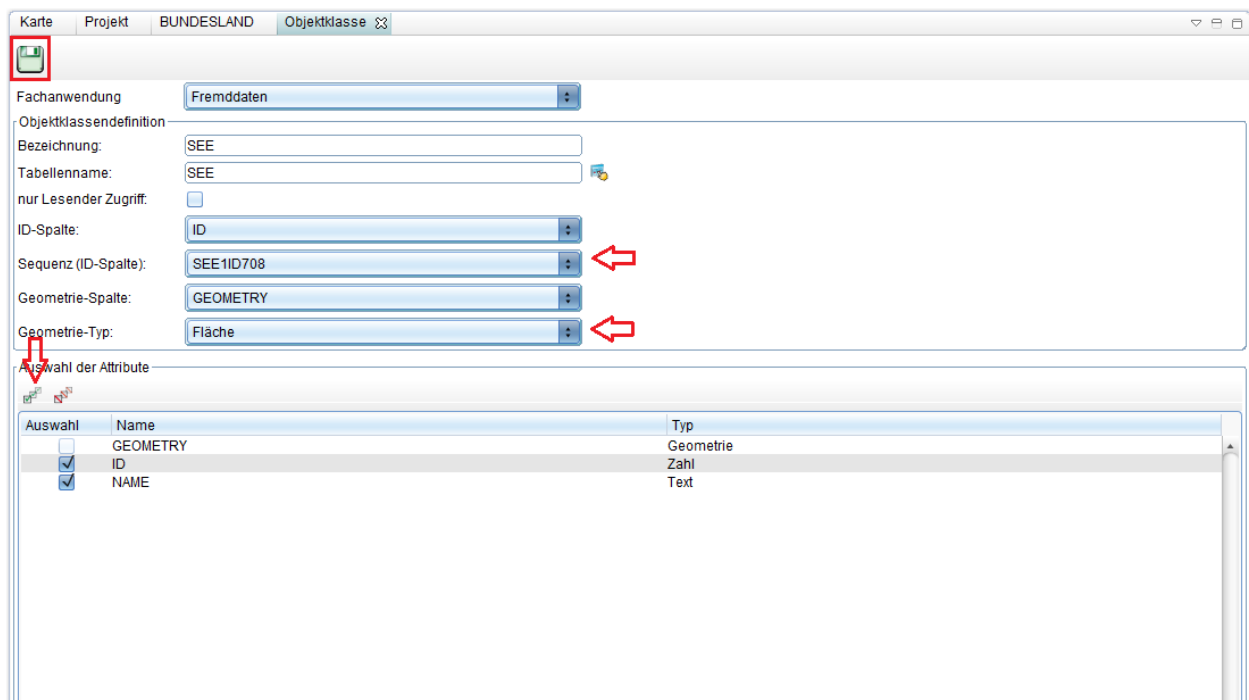 Karte Projekt BUNDESLAND Objektklasse
Fachanwendung Fremddaten
Objektklassendefinition
Bezeichnung: SEE
Tabellenname: SEE
nur Lesender Zugriff:
ID-Spalte: ID
Sequenz (ID-Spalte): SEE1ID708
Geometrie-Spalte: GEOMETRY
Geometrie-Typ: Fläche
Auswahl der Attribute
Auswahl Name Typ
GEOMETRY Geometrie
ID Zahl
NAME Text